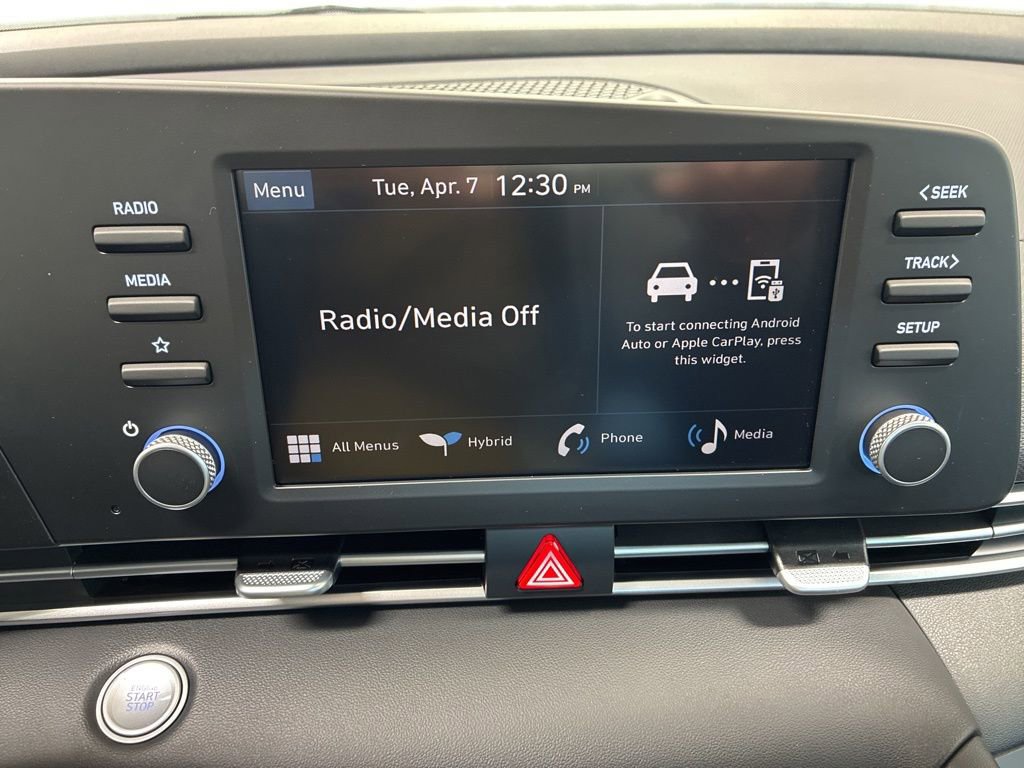 Menu
Tue, Apr. 7 12:30 PM
RADIO
MEDIA
Radio/Media Off
To start connecting Android
Auto or Apple CarPlay, press
this widget.
<SEEK
TRACK>
SETUP
All Menus
Hybrid
Phone
Media
ENGINE
START
STOP